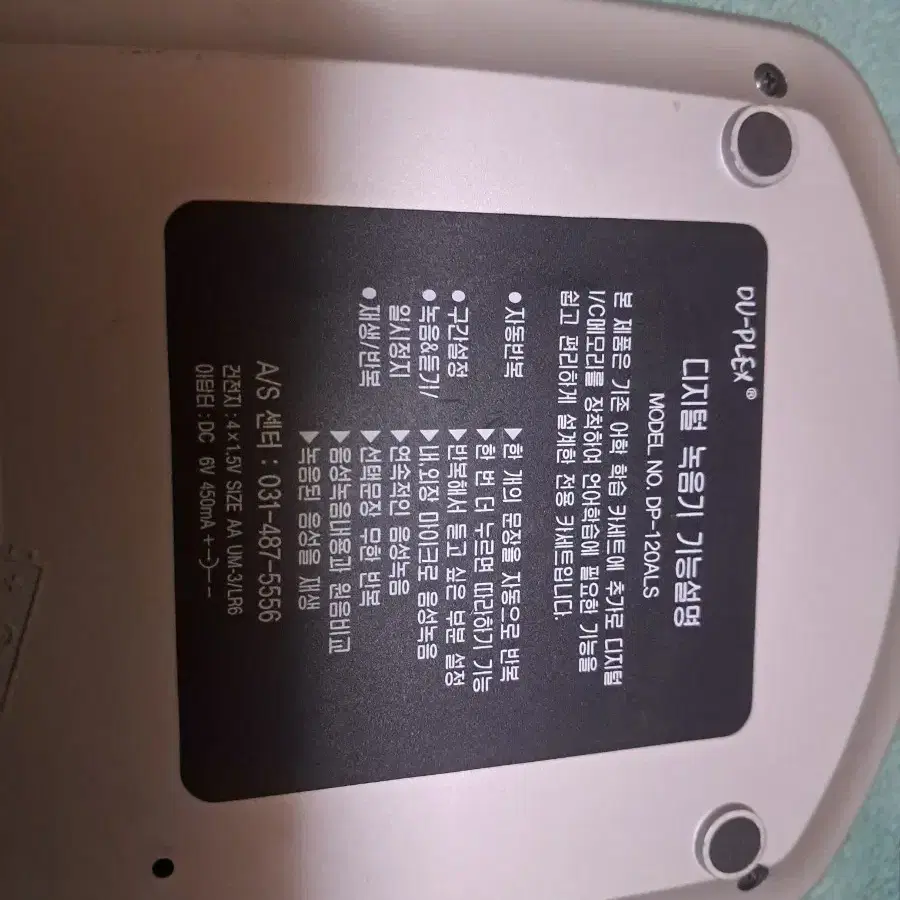 DU-PLEX®
디지털 녹음기 기능설명
MODEL NO. DP-120ALS
본 제품은 기존 어학 학습 카세트에 추가로 디지털
I/C메모리를 장착하여 언어학습에 필요한 기능을
쉽고 편리하게 설계한 전용 카세트입니다.
●자동반복 ▶한 개의 문장을 자동으로 반복
▶한 번 더 누르면 따라하기 기능
●구간설정 ▶반복해서 듣고 싶은 부분 설정
●녹음&듣기/ ▶내,외장 마이크로 음성녹음
일시정지 ▶연속적인 음성녹음
●재생/반복 ▶선택문장 무한 반복
▶음성녹음내용과 원음비교
▶녹음된 음성을 재생
A/S 센터 : 031-487-5556
건전지 : 4×1.5V SIZE AA UM-3/LR6
아답터 : DC 6V 450mA